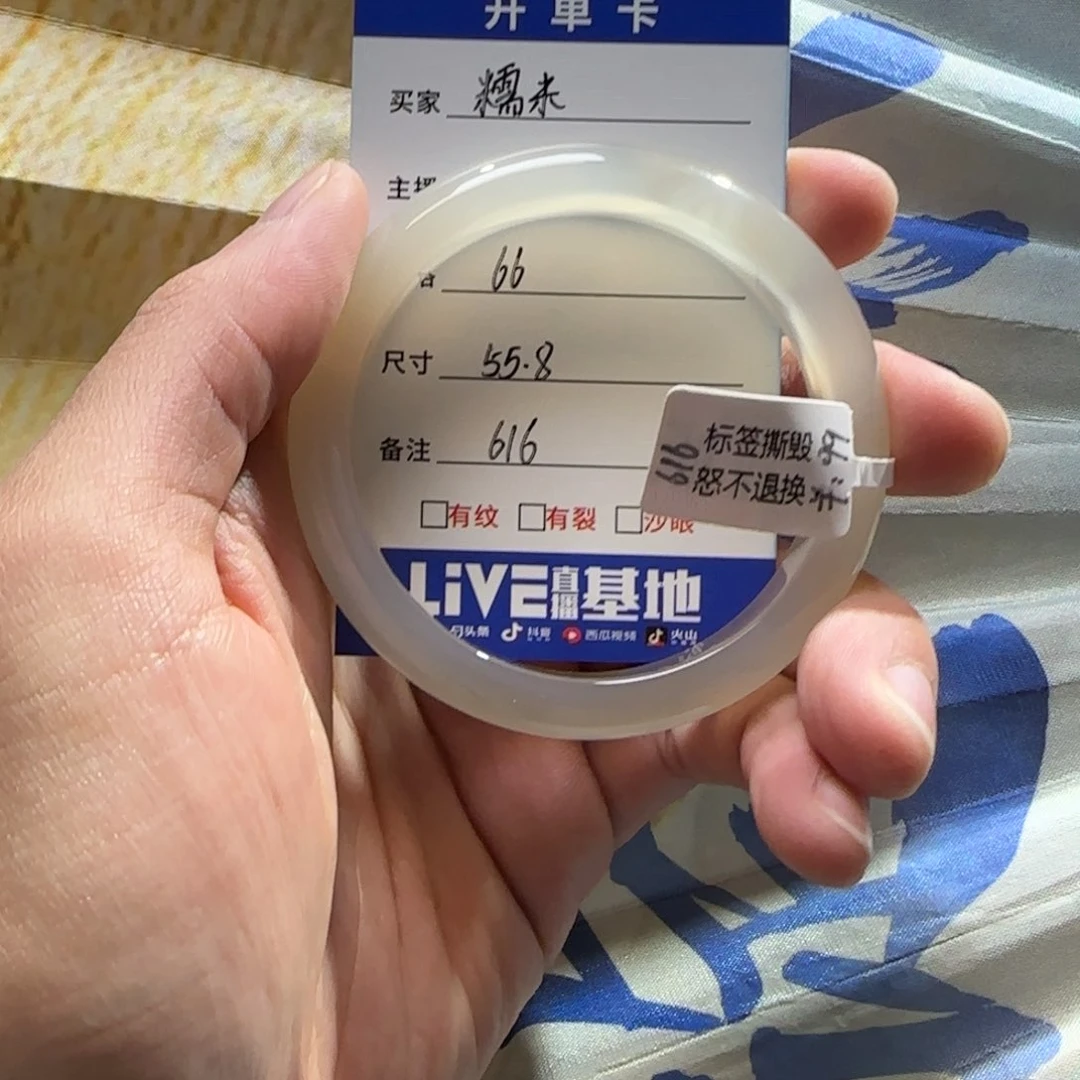 开单卡
买家 糯米
主
66
尺寸 55.8
备注 616
616 标签撕毁
恕不退换
有纹 有裂 沙眼
LiVE直播基地
头条 抖音 西瓜视频 火山